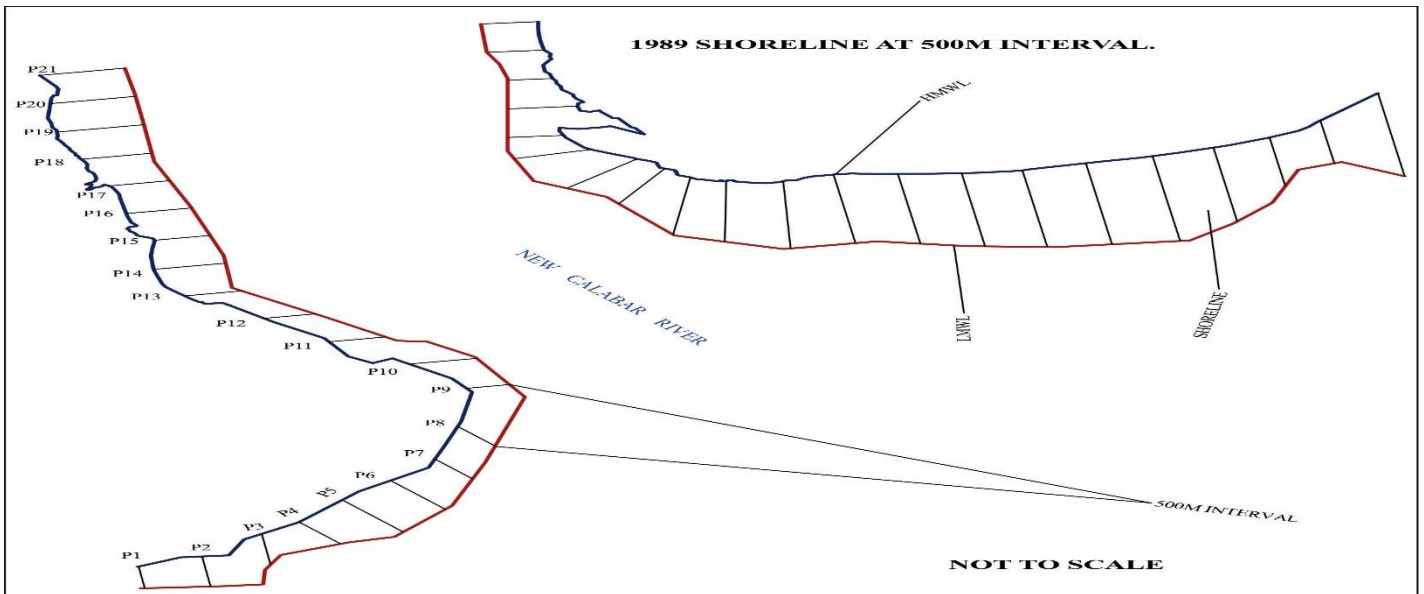 1989 SHORELINE AT 500M INTERVAL.
HMWL
P21
P20
P19
P18
P17
P16
P15
P14
P13
P12
P11
P10
P9
P8
P7
P6
P5
P4
P3
P2
P1
NEW CALABAR RIVER
LMWL
SHORELINE
500M INTERVAL
NOT TO SCALE